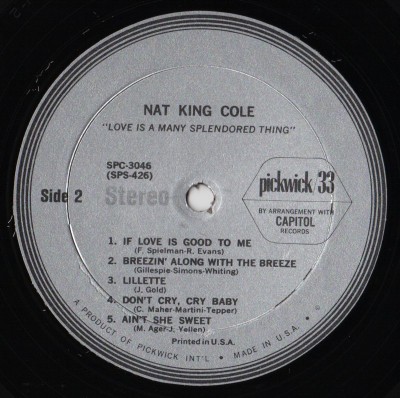 NAT KING COLE
"LOVE IS A MANY SPLENDORED THING"
SPC-3046
(SPS-426)
Side 2
Stereo
pickwick/33
BY ARRANGEMENT WITH
CAPITOL
RECORDS
1. IF LOVE IS GOOD TO ME
(F. Spielman-R. Evans)
2. BREEZIN' ALONG WITH THE BREEZE
(Gillespie-Simons-Whiting)
3. LILLETTE
(J. Gold)
4. DON'T CRY, CRY BABY
(C. Maher-Martini-Tepper)
5. AIN'T SHE SWEET
(M. Ager-J. Yellen)
Printed in U.S.A.
A PRODUCT OF PICKWICK INT'L. • MADE IN U.S.A.